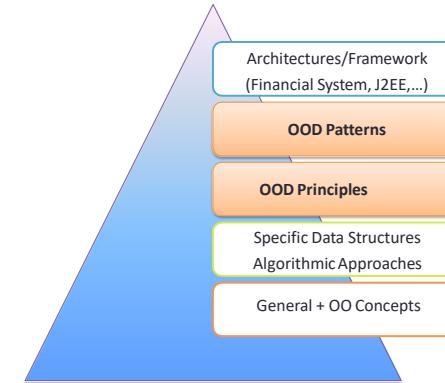 Architectures/Framework
(Financial System, J2EE,...)
OOD Patterns
OOD Principles
Specific Data Structures
Algorithmic Approaches
General + OO Concepts